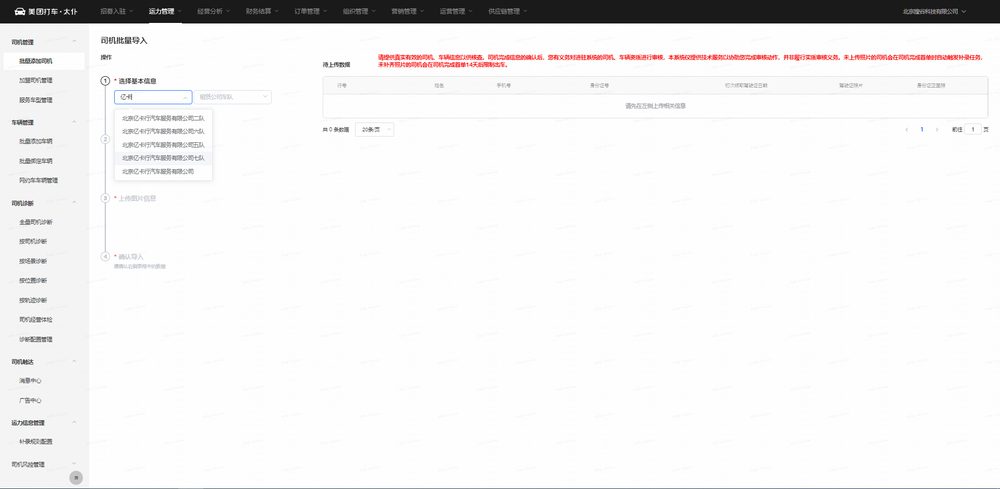 美团打车·太仆
招募入驻
运力管理
经营分析
财务结算
订单管理
组织管理
营销管理
运营管理
供应链管理
北京搜谷科技有限公司
司机管理
批量添加司机
加盟司机管理
服务车型管理
车辆管理
批量添加车辆
批量绑定车辆
网约车车辆管理
司机诊断
全量司机诊断
按司机诊断
按场景诊断
按位置诊断
按轨迹诊断
司机经营体检
诊断配置管理
司机触达
消息中心
广告中心
运力信息管理
补录规则配置
司机风控管理
司机批量导入
操作
1 * 选择基本信息
亿卡
租赁公司车队
北京亿卡行汽车服务有限公司二队
北京亿卡行汽车服务有限公司六队
北京亿卡行汽车服务有限公司五队
北京亿卡行汽车服务有限公司七队
北京亿卡行汽车服务有限公司
2
3 * 上传图片信息
4 * 确认导入
请确认右侧表格中的数据
待上传数据
请提供真实有效的司机、车辆信息以供核查。司机完成信息的确认后，您有义务对进驻系统的司机、车辆资质进行审核，本系统仅提供技术服务以协助您完成审核动作，并非履行实质审核义务。未上传照片的司机会在司机完成首单时自动触发补录任务，
未补齐照片的司机会在司机完成首单14天后限制出车。
行号 姓名 手机号 身份证号 初次领取驾驶证日期 驾驶证照片 身份证正面照
请先在左侧上传相关信息
共 0 条数据 20条/页 1 前往 1 页